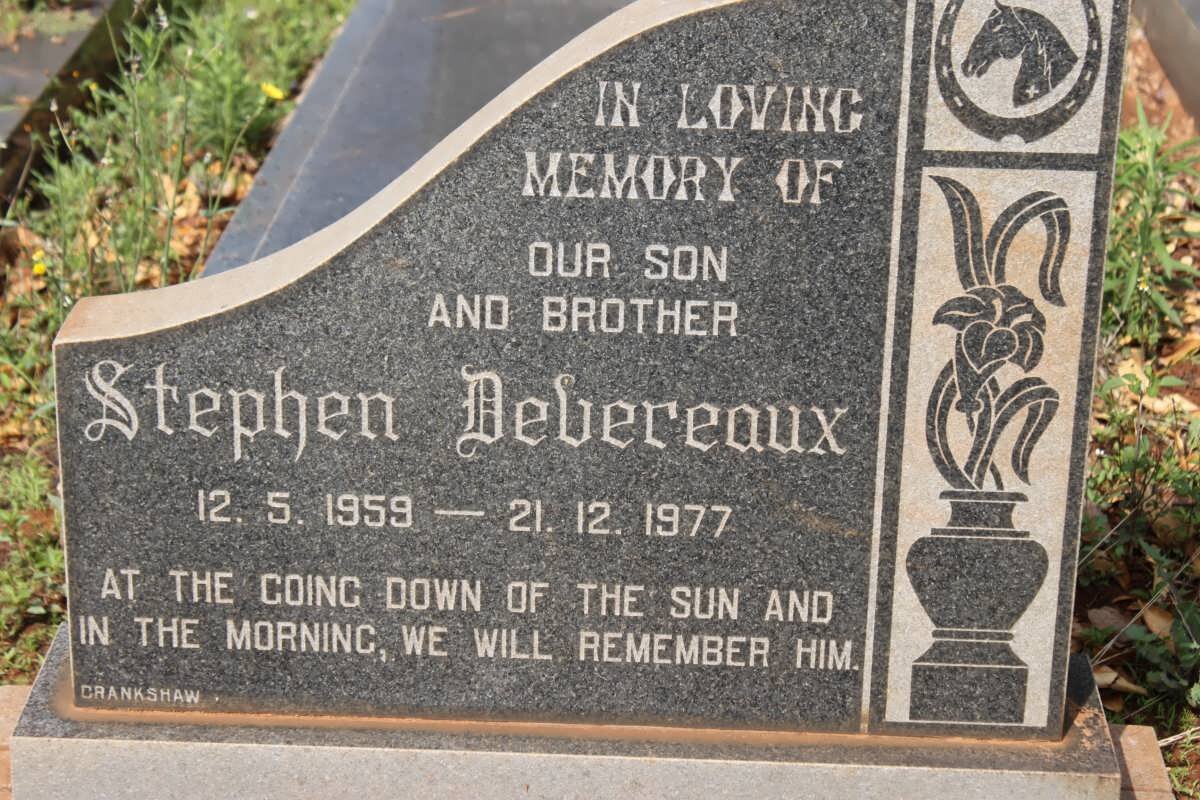 IN LOVING
MEMORY OF
OUR SON
AND BROTHER
Stephen Devereaux
12. 5. 1959 — 21. 12. 1977
AT THE GOING DOWN OF THE SUN AND
IN THE MORNING, WE WILL REMEMBER HIM.
CRANKSHAW